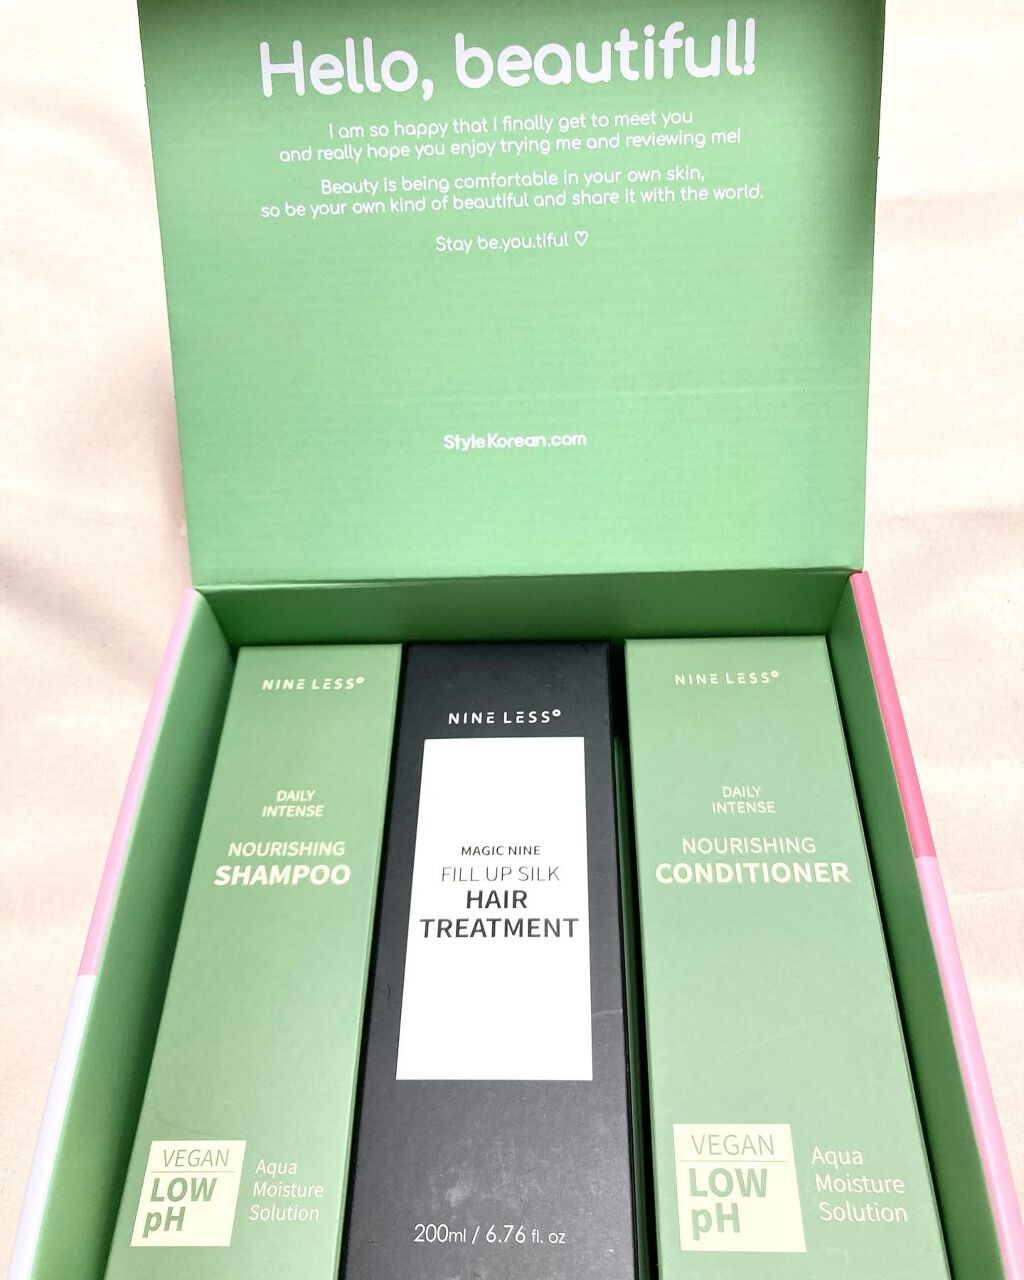 Hello, beautiful!
I am so happy that I finally get to meet you
and really hope you enjoy trying me and reviewing me!
Beauty is being comfortable in your own skin,
so be your own kind of beautiful and share it with the world.
Stay be.you.tiful ♡
StyleKorean.com
NINE LESS
DAILY
INTENSE
NOURISHING
SHAMPOO
VEGAN
LOW
pH
Aqua
Moisture
Solution
NINE LESS
MAGIC NINE
FILL UP SILK
HAIR
TREATMENT
200ml / 6.76 fl. oz
NINE LESS
DAILY
INTENSE
NOURISHING
CONDITIONER
VEGAN
LOW
pH
Aqua
Moisture
Solution